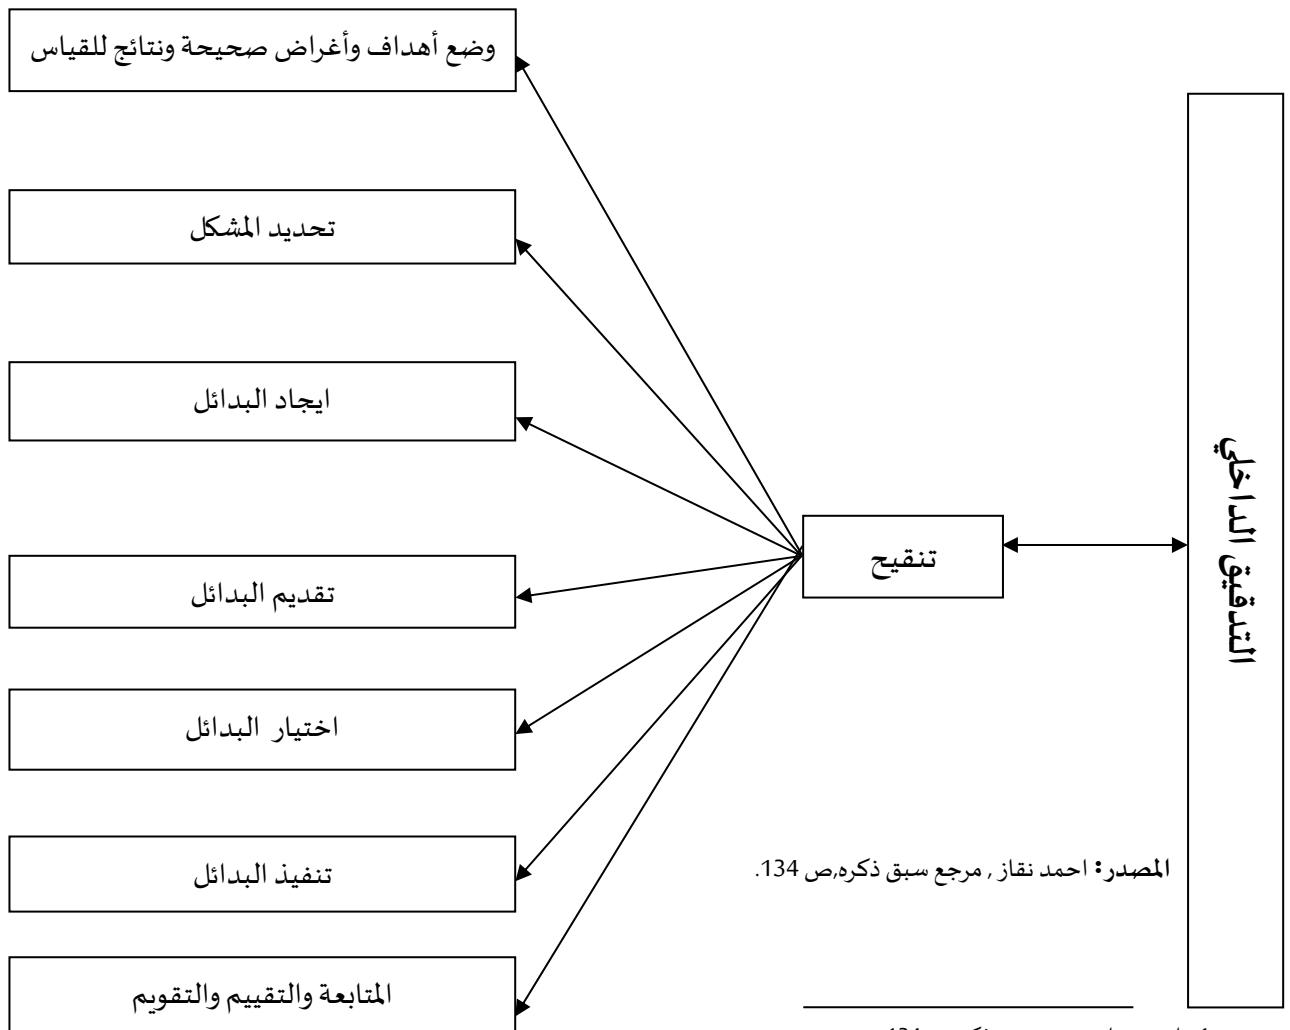 وضع أهداف وأغراض صحيحة ونتائج للقياس
تحديد المشكل
ايجاد البدائل
تقديم البدائل
اختيار البدائل
تنفيذ البدائل
المتابعة والتقييم والتقويم
تنقيح
التدقيق الداخلي
المصدر: احمد نقاز , مرجع سبق ذكره,ص 134.